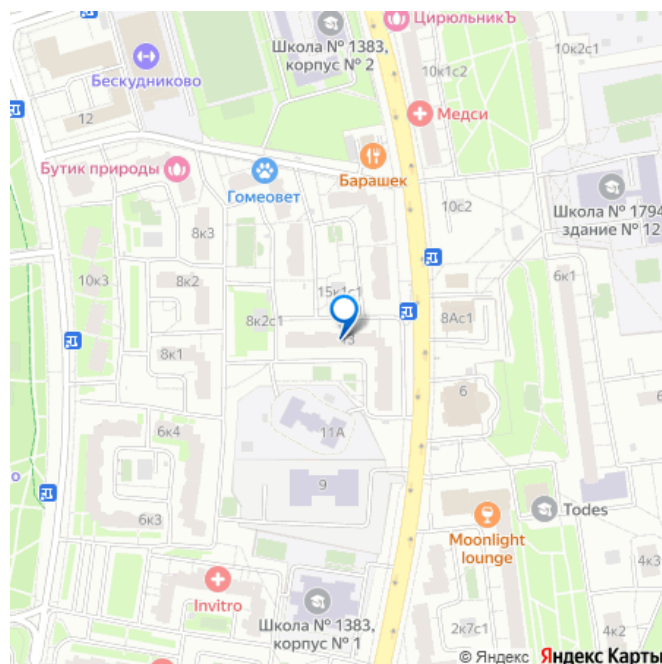 ЦирюльникЪ
Школа № 1383,
корпус № 2
10к2с1
Бескудниково
10к1с2
Медси
12
Бутик природы
Барашек
Гомеовет
10с2
Школа № 1794,
здание № 12
8к3
6к1
10к3
8к2
15к1с1
8к2с1
8Ас1
13
8к1
6
6к4
11А
9
6к3
Todes
Moonlight
lounge
4к3
Invitro
Школа № 1383,
корпус № 1
2к7с1
4к2
© Яндекс Яндекс Карты